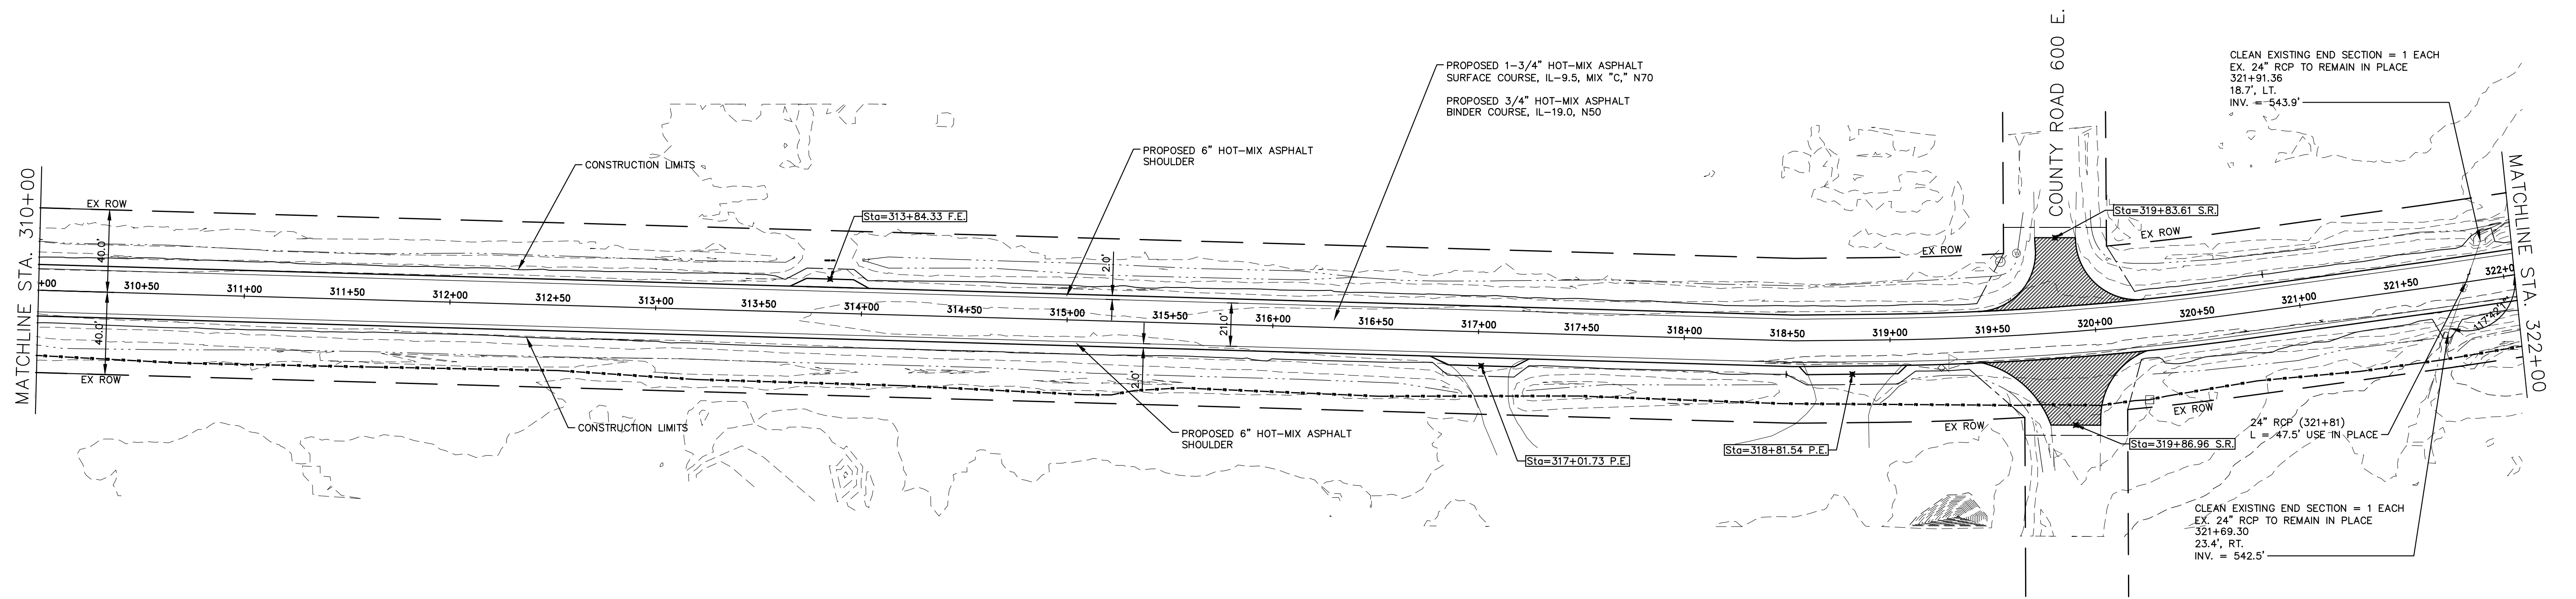 MATCHLINE STA. 310+00
EX ROW
40.0'
40.0'
EX ROW
CONSTRUCTION LIMITS
CONSTRUCTION LIMITS
Sta=313+84.33 F.E.
PROPOSED 6" HOT-MIX ASPHALT
SHOULDER
2.0'
2.0'
21.0'
PROPOSED 6" HOT-MIX ASPHALT
SHOULDER
PROPOSED 1-3/4" HOT-MIX ASPHALT
SURFACE COURSE, IL-9.5, MIX "C," N70
PROPOSED 3/4" HOT-MIX ASPHALT
BINDER COURSE, IL-19.0, N50
+00
310+50
311+00
311+50
312+00
312+50
313+00
313+50
314+00
314+50
315+00
315+50
316+00
316+50
317+00
317+50
318+00
318+50
319+00
319+50
320+00
320+50
321+00
321+50
322+0
Sta=317+01.73 P.E.
Sta=318+81.54 P.E.
EX ROW
EX ROW
COUNTY ROAD 600 E.
Sta=319+83.61 S.R.
EX ROW
EX ROW
Sta=319+86.96 S.R.
CLEAN EXISTING END SECTION = 1 EACH
EX. 24" RCP TO REMAIN IN PLACE
321+91.36
18.7', LT.
INV. = 543.9'
24" RCP (321+81)
L = 47.5' USE IN PLACE
CLEAN EXISTING END SECTION = 1 EACH
EX. 24" RCP TO REMAIN IN PLACE
321+69.30
23.4', RT.
INV. = 542.5'
MATCHLINE STA. 322+00